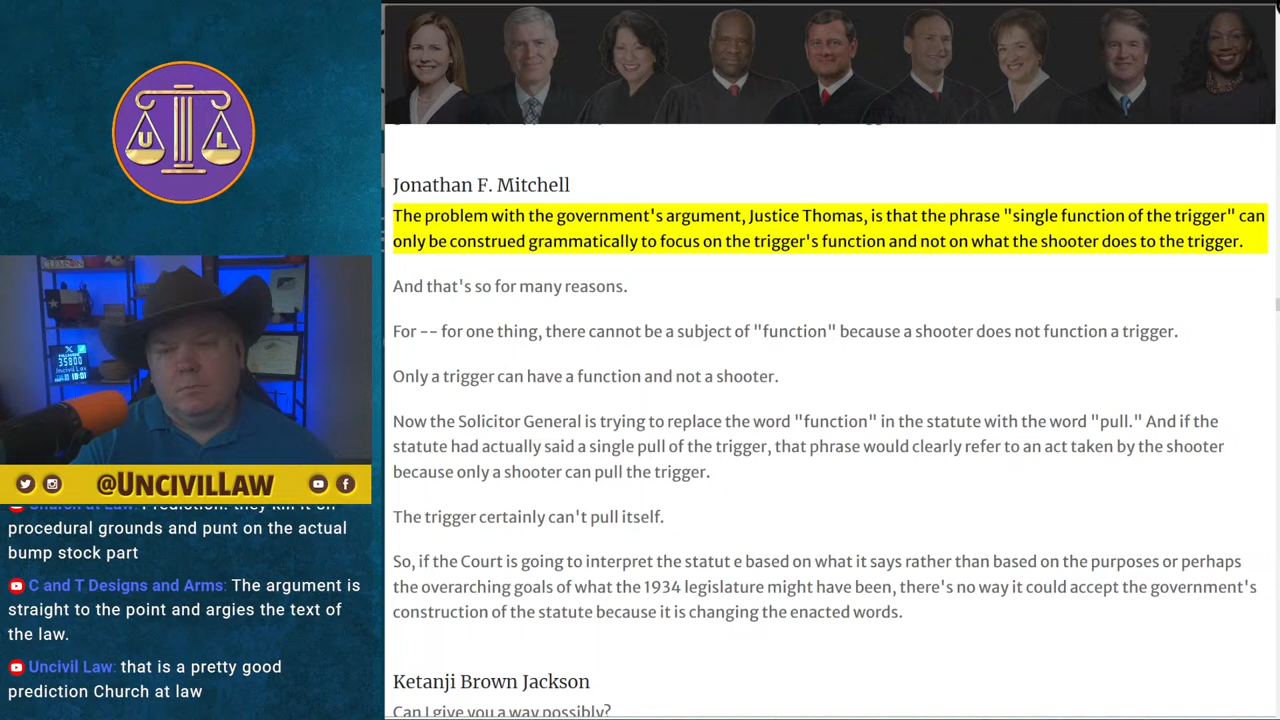 U L
X
FOLLOWERS
35800
UncivilLaw
@UNCIVILLAW
procedural grounds and punt on the actual
bump stock part
C and T Designs and Arms: The argument is
straight to the point and argies the text of
the law.
Uncivil Law: that is a pretty good
prediction Church at law
Jonathan F. Mitchell
The problem with the government's argument, Justice Thomas, is that the phrase "single function of the trigger" can
only be construed grammatically to focus on the trigger's function and not on what the shooter does to the trigger.
And that's so for many reasons.
For -- for one thing, there cannot be a subject of "function" because a shooter does not function a trigger.
Only a trigger can have a function and not a shooter.
Now the Solicitor General is trying to replace the word "function" in the statute with the word "pull." And if the
statute had actually said a single pull of the trigger, that phrase would clearly refer to an act taken by the shooter
because only a shooter can pull the trigger.
The trigger certainly can't pull itself.
So, if the Court is going to interpret the statut e based on what it says rather than based on the purposes or perhaps
the overarching goals of what the 1934 legislature might have been, there's no way it could accept the government's
construction of the statute because it is changing the enacted words.
Ketanji Brown Jackson
Can I give you a way possibly?